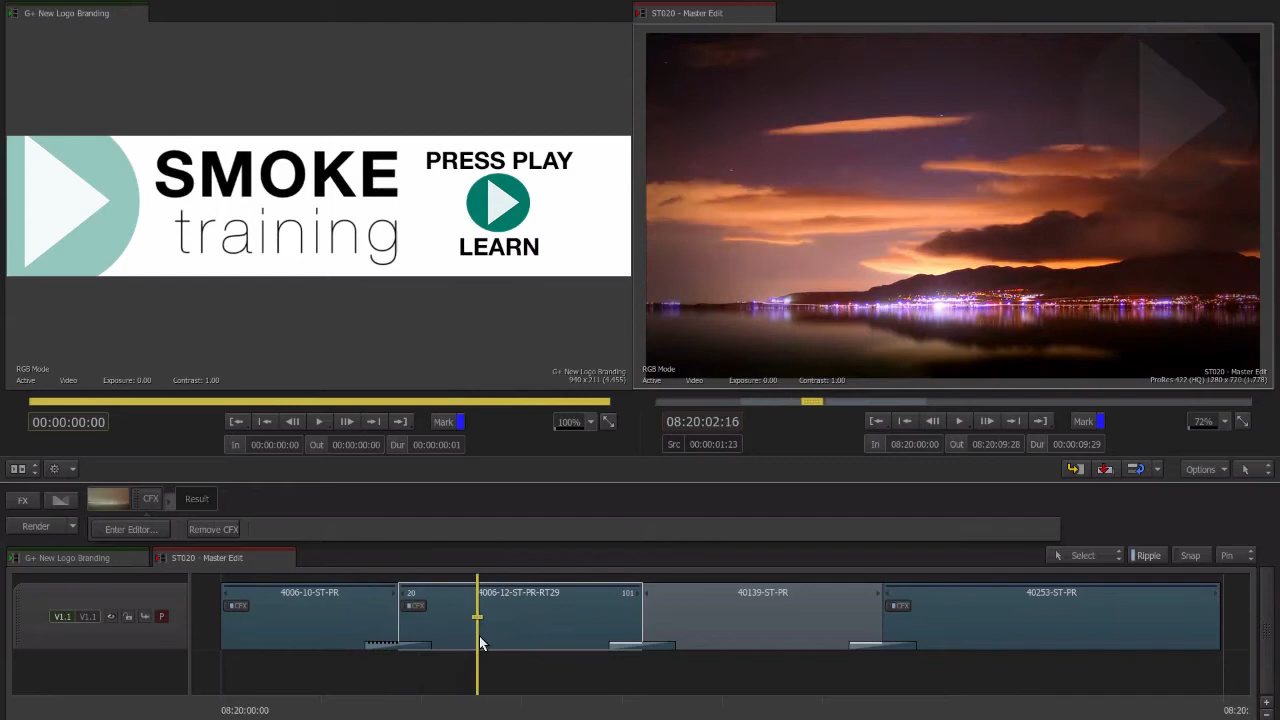 G+ New Logo Branding
ST020 - Master Edit
SMOKE
training
PRESS PLAY
LEARN
RGB Mode
Active Video Exposure: 0.00 Contrast: 1.00
G+ New Logo Branding
940 x 211 (4.455)
RGB Mode
Active Video Exposure: 0.00 Contrast: 1.00
ST020 - Master Edit
ProRes 422 (HQ) 1280 x 720 (1.778)
00:00:00:00
Mark
100%
In 00:00:00:00 Out 00:00:00:00 Dur 00:00:00:01
08:20:02:16
Mark
72%
Src 00:00:01:23
In 08:20:00:00 Out 08:20:09:28 Dur 00:00:09:29
Options
FX
CFX
Result
Render
Enter Editor...
Remove CFX
G+ New Logo Branding
ST020 - Master Edit
Select
Ripple
Snap
Pin
4006-10-ST-PR
20
4006-12-ST-PR-RT29
101
40139-ST-PR
40253-ST-PR
CFX
CFX
CFX
V1.1
V1.1
P
08:20:00:00
08:20: